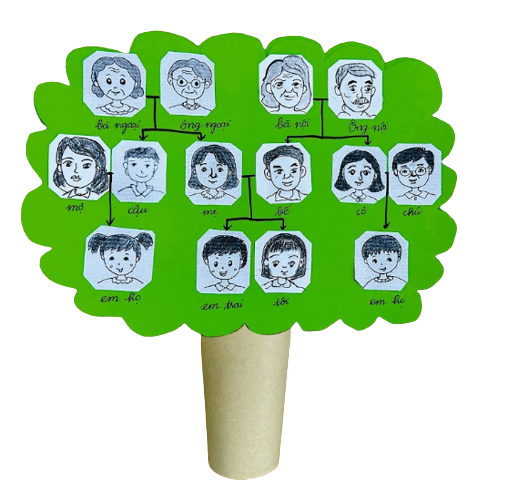 bà ngoại
ông ngoại
bà nội
ông nội
mợ
cậu
mẹ
bố
cô
chú
em họ
em trai
tôi
em họ